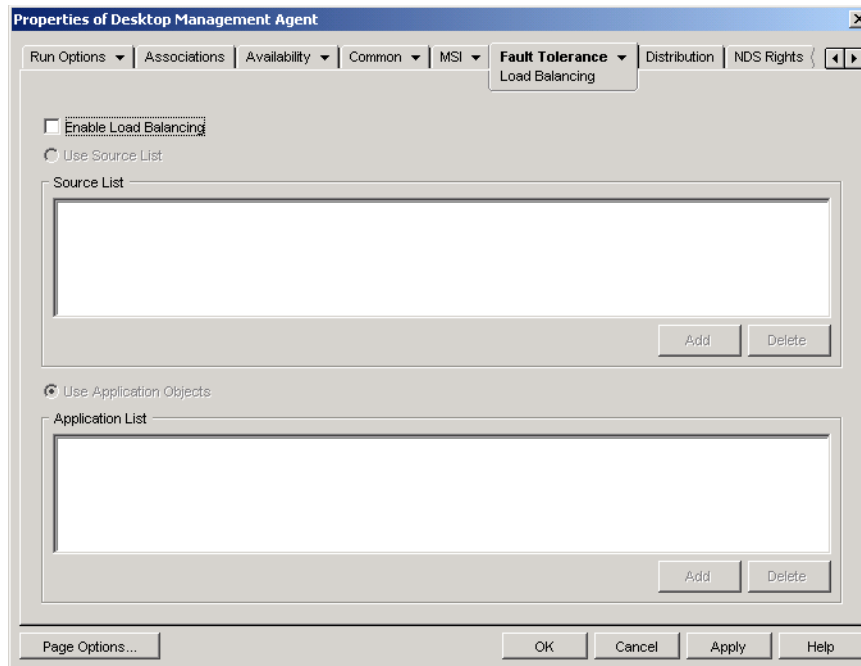 Properties of Desktop Management Agent
Run Options Associations Availability Common MSI Fault Tolerance Distribution NDS Rights
Load Balancing
Enable Load Balancing
Use Source List
Source List
Add Delete
Use Application Objects
Application List
Add Delete
Page Options... OK Cancel Apply Help